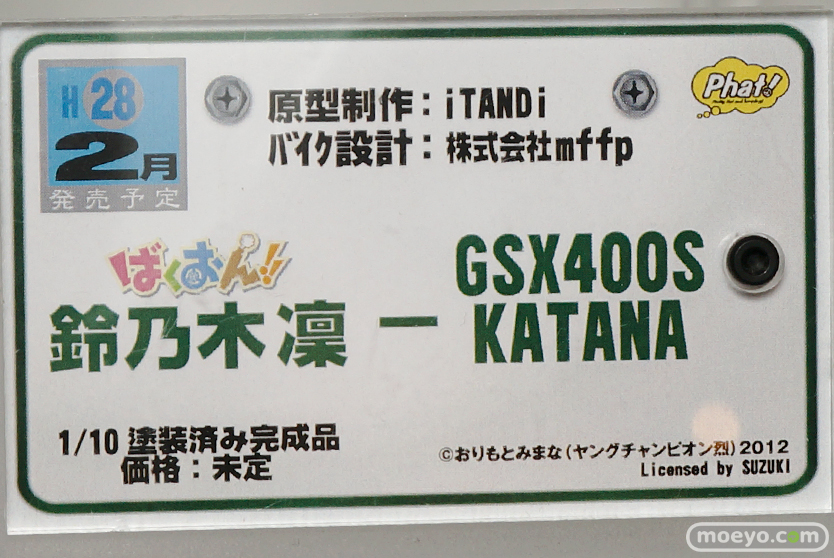 H 28
2月
発売予定
原型制作：iTANDi
バイク設計：株式会社mffp
Phat!
ばくおん!!
鈴乃木凜 ー GSX400S
KATANA
1/10 塗装済み完成品
価格：未定
©おりもとみまな(ヤングチャンピオン烈)2012
Licensed by SUZUKI
moeyo.com